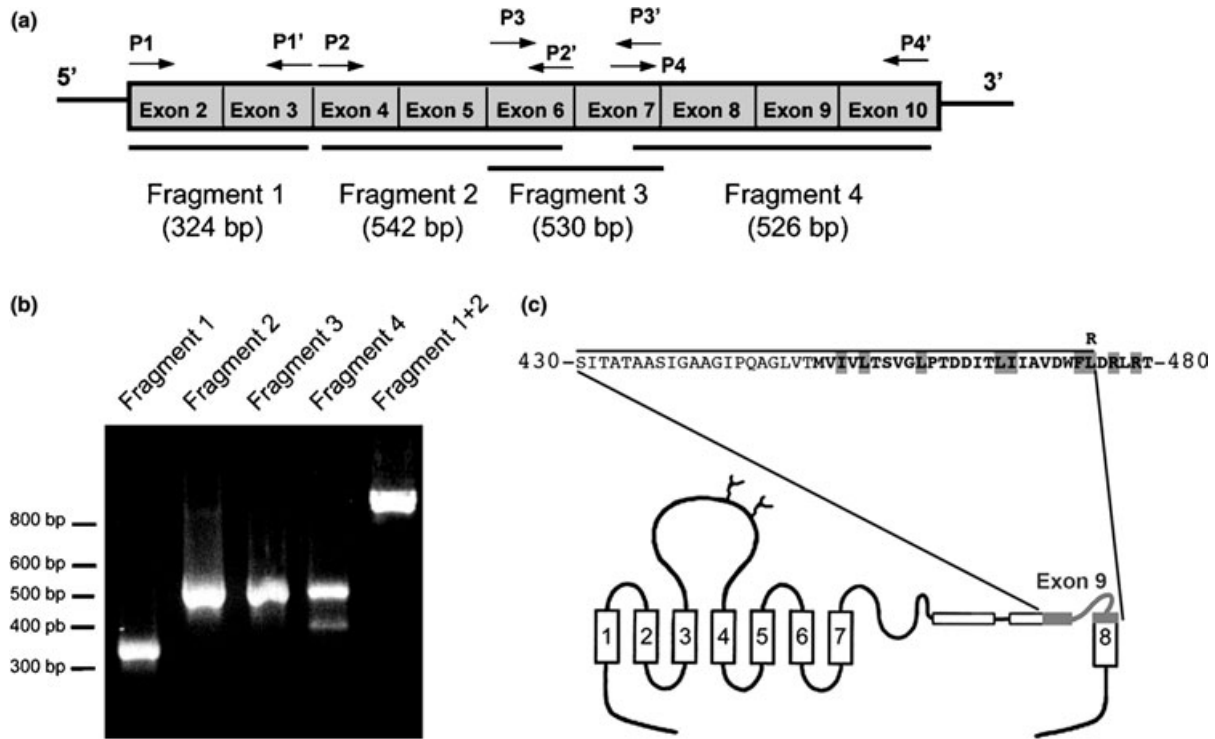 (a)
P1 P1' P2 P3 P2' P3' P4 P4'
5' Exon 2 Exon 3 Exon 4 Exon 5 Exon 6 Exon 7 Exon 8 Exon 9 Exon 10 3'
Fragment 1 Fragment 2 Fragment 3 Fragment 4
(324 bp) (542 bp) (530 bp) (526 bp)
(b)
Fragment 1 Fragment 2 Fragment 3 Fragment 4 Fragment 1+2
800 bp
600 bp
500 bp
400 pb
300 bp
(c)
R
430-SITATAASIGAAGIPQAGLVTMVIVLTSVGLPTDDITLIIAVDWFLDRLRT-480
Exon 9
1 2 3 4 5 6 7 8